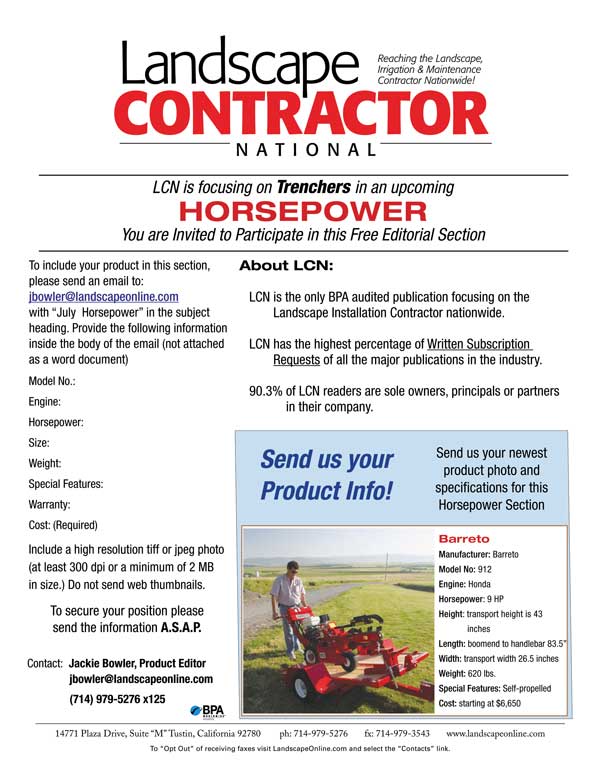 Landscape
Reaching the Landscape,
Irrigation & Maintenance
Contractor Nationwide!
CONTRACTOR
NATIONAL
LCN is focusing on Trenchers in an upcoming
HORSEPOWER
You are Invited to Participate in this Free Editorial Section
To include your product in this section,
please send an email to:
jbowler@landscapeonline.com
with “July  Horsepower” in the subject
heading. Provide the following information
inside the body of the email (not attached
as a word document)
Model No.:
Engine:
Horsepower:
Size:
Weight:
Special Features:
Warranty:
Cost: (Required)
Include a high resolution tiff or jpeg photo
(at least 300 dpi or a minimum of 2 MB
in size.) Do not send web thumbnails.
To secure your position please
send the information A.S.A.P.
Contact:  Jackie Bowler, Product Editor
jbowler@landscapeonline.com
(714) 979-5276 x125
BPA
WORLDWIDE
About LCN:
LCN is the only BPA audited publication focusing on the
Landscape Installation Contractor nationwide.
LCN has the highest percentage of Written Subscription
Requests of all the major publications in the industry.
90.3% of LCN readers are sole owners, principals or partners
in their company.
Send us your
Product Info!
Send us your newest
product photo and
specifications for this
Horsepower Section
Barreto
Manufacturer: Barreto
Model No: 912
Engine: Honda
Horsepower: 9 HP
Height: transport height is 43
inches
Length: boomend to handlebar 83.5”
Width: transport width 26.5 inches
Weight: 620 lbs.
Special Features: Self-propelled
Cost: starting at $6,650
14771 Plaza Drive, Suite “M” Tustin, California 92780 ph: 714-979-5276 fx: 714-979-3543 www.landscapeonline.com
To “Opt Out” of receiving faxes visit LandscapeOnline.com and select the “Contacts” link.